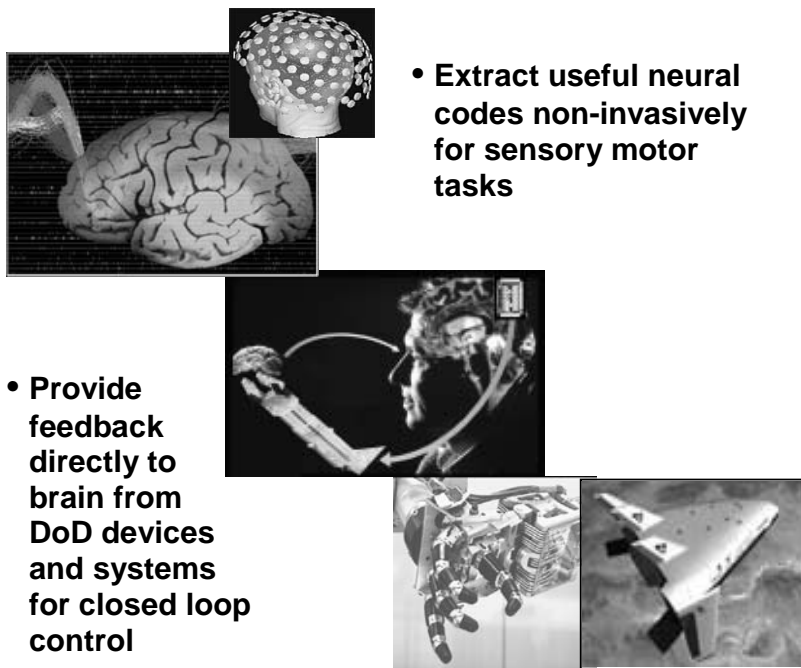 • Extract useful neural
codes non-invasively
for sensory motor
tasks
• Provide
feedback
directly to
brain from
DoD devices
and systems
for closed loop
control